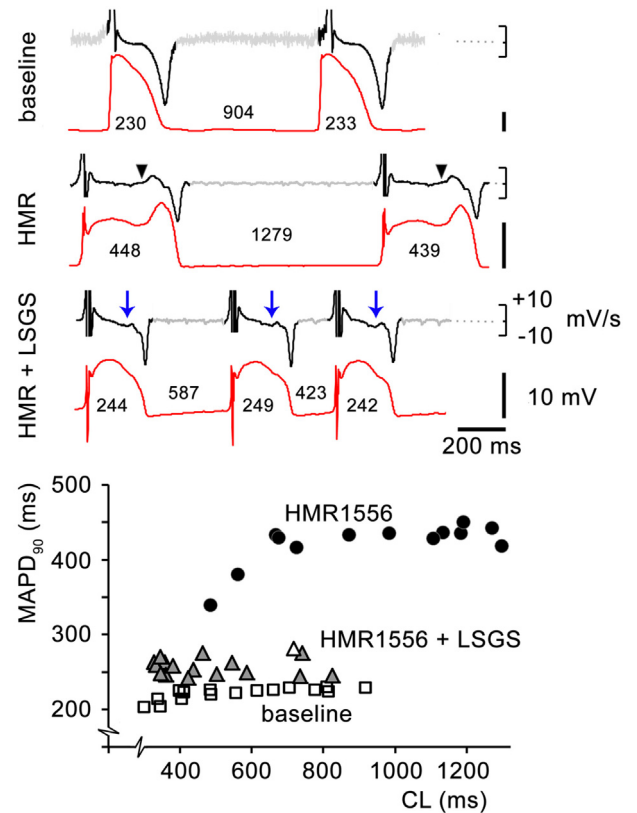 baseline
904
230
233
HMR
1279
448
439
HMR + LSGS
+10
-10
mV/s
587
423
244
249
242
10 mV
200 ms
500
400
300
200
MAPD90 (ms)
HMR1556
HMR1556 + LSGS
baseline
400 600 800 1000 1200
CL (ms)